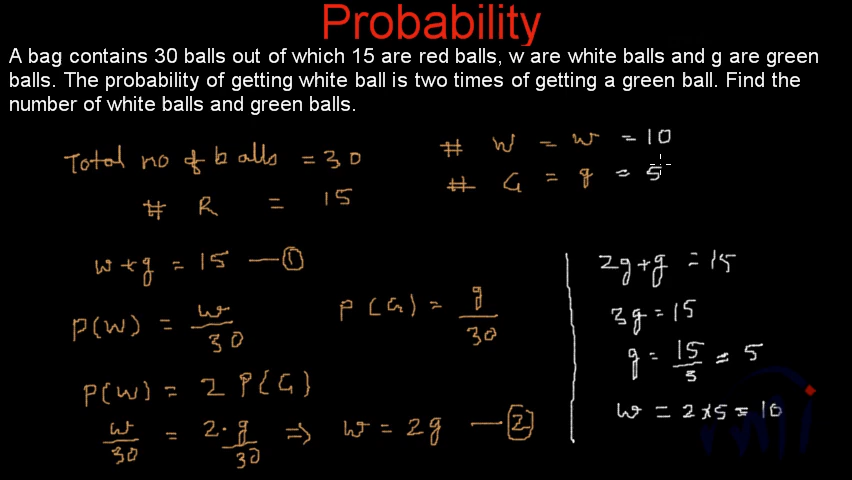 Probability
A bag contains 30 balls out of which 15 are red balls, w are white balls and g are green
balls. The probability of getting white ball is two times of getting a green ball. Find the
number of white balls and green balls.
Total no of balls = 30
# R = 15
# W = w = 10
# G = g = 5
w + g = 15 — ①
P(W) = w/30
P(G) = g/30
P(W) = 2 P(G)
w/30 = 2·g/30 ⇒ w = 2g — [2]
2g + g = 15
3g = 15
g = 15/3 = 5
w = 2 × 5 = 10